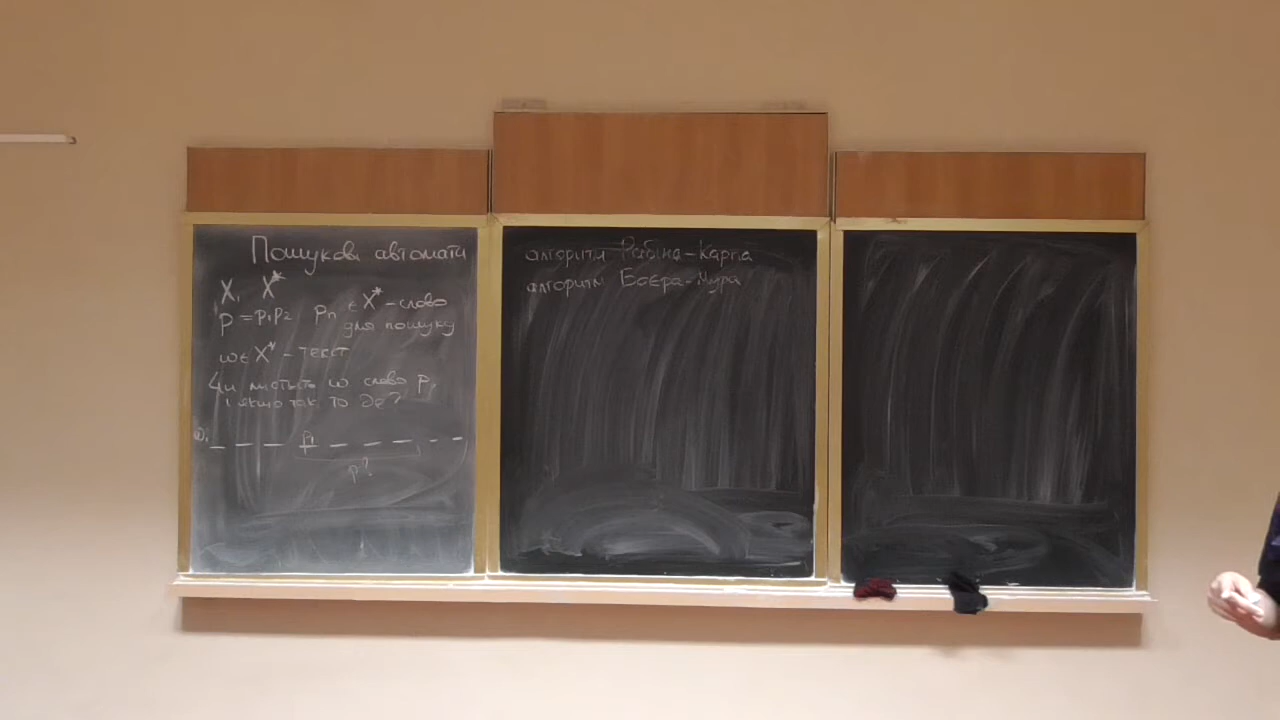 Пошукові автомати
X, X*
p = p₁p₂ pₙ ∈ X* - слово
для пошуку
w ∈ X* - текст
Чи містить w слово p,
і якщо так то де?
w: p₁
p?
алгоритм Рабіна-Карпа
алгоритм Боєра-Мура